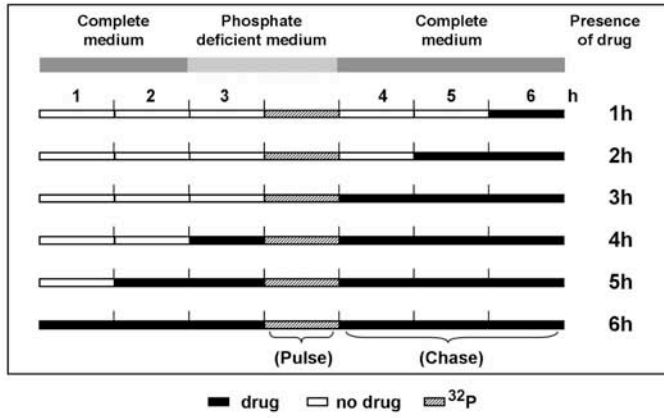 Complete medium
Phosphate deficient medium
Complete medium
Presence of drug
1 2 3 4 5 6 h
1h
2h
3h
4h
5h
6h
(Pulse) (Chase)
drug no drug 32P